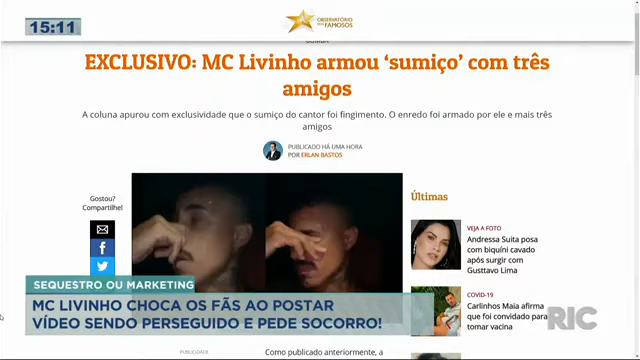 15:11
OBSERVATÓRIO
DOS FAMOSOS
EXCLUSIVO: MC Livinho armou ‘sumiço’ com três
amigos
A coluna apurou com exclusividade que o sumiço do cantor foi fingimento. O enredo foi armado por ele e mais três
amigos
PUBLICADO HÁ UMA HORA
POR ERLAN BASTOS
Gostou?
Compartilhe!
Últimas
VEJA A FOTO
Andressa Suita posa
com biquíni cavado
após surgir com
Gusttavo Lima
COVID-19
Carlinhos Maia afirma
que foi convidado para
tomar vacina
SEQUESTRO OU MARKETING
MC LIVINHO CHOCA OS FÃS AO POSTAR
VÍDEO SENDO PERSEGUIDO E PEDE SOCORRO!
RIC
PUBLICIDADE
Como publicado anteriormente, a